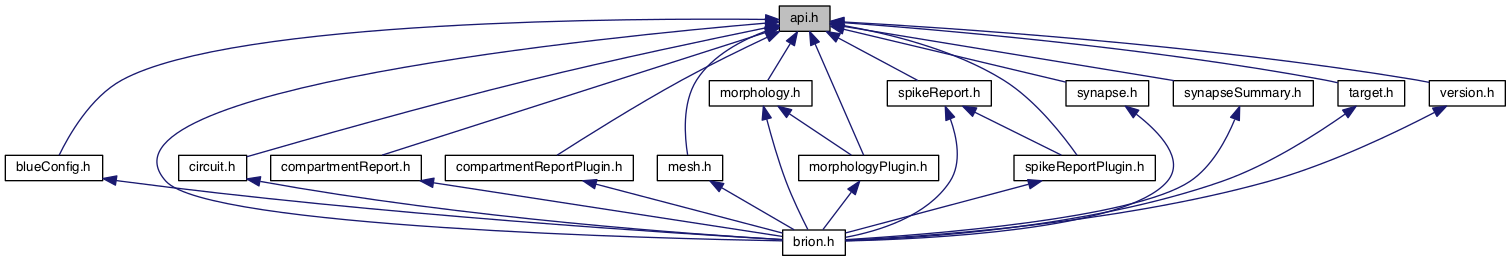 api.h
morphology.h
spikeReport.h
synapse.h
synapseSummary.h
target.h
version.h
blueConfig.h
circuit.h
compartmentReport.h
compartmentReportPlugin.h
mesh.h
morphologyPlugin.h
spikeReportPlugin.h
brion.h